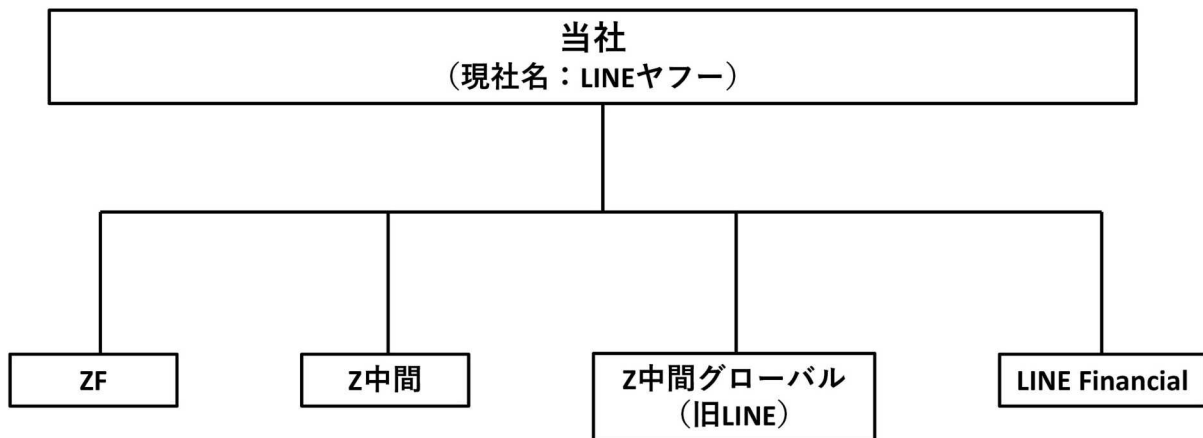 当社
（現社名：LINEヤフー）
ZF
Z中間
Z中間グローバル
（旧LINE）
LINE Financial